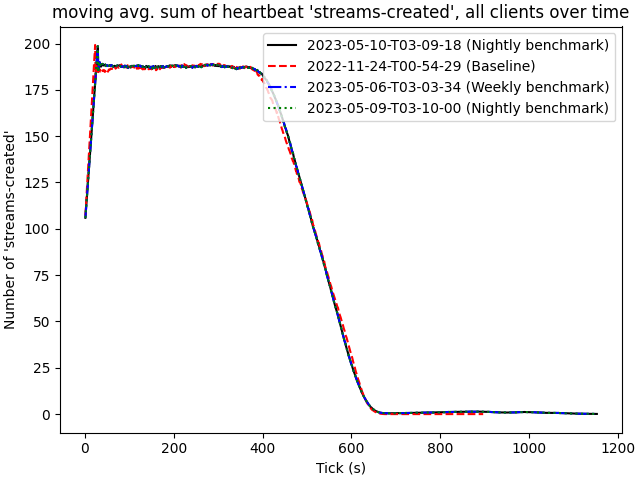 moving avg. sum of heartbeat 'streams-created', all clients over time
2023-05-10-T03-09-18 (Nightly benchmark)
2022-11-24-T00-54-29 (Baseline)
2023-05-06-T03-03-34 (Weekly benchmark)
2023-05-09-T03-10-00 (Nightly benchmark)
Number of 'streams-created'
200
175
150
125
100
75
50
25
0
0 200 400 600 800 1000 1200
Tick (s)